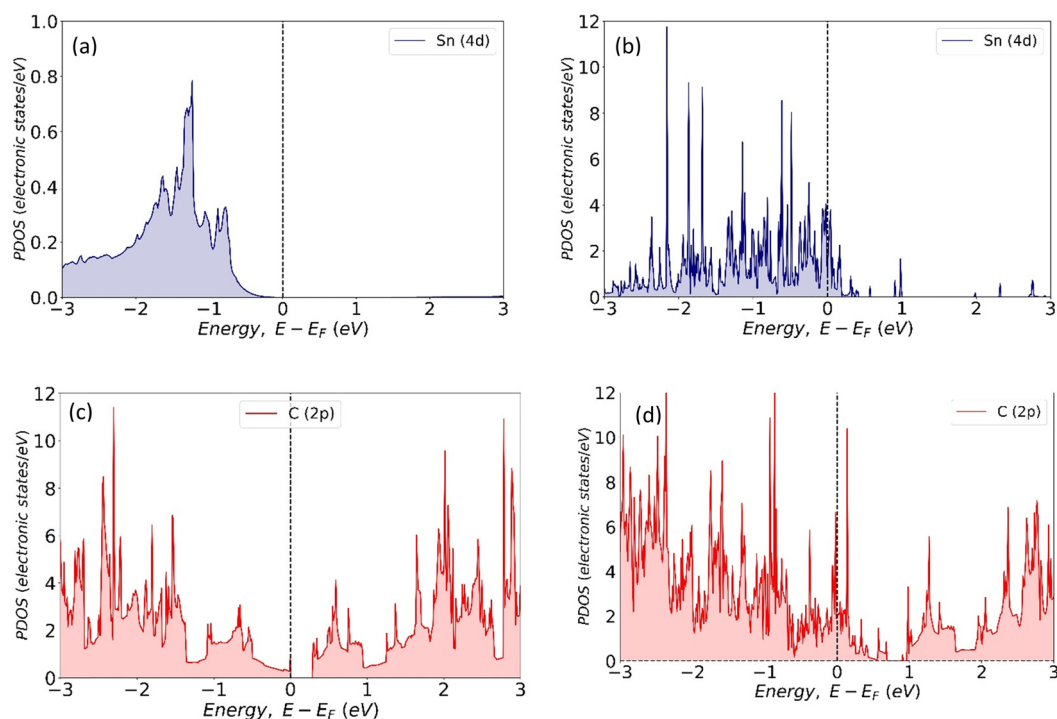 (a)
Sn (4d)
1.0
0.8
0.6
0.4
0.2
0.0
PDOS (electronic states/eV)
−3 −2 −1 0 1 2 3
Energy, E − E_F (eV)
(b)
Sn (4d)
12
10
8
6
4
2
0
PDOS (electronic states/eV)
−3 −2 −1 0 1 2 3
Energy, E − E_F (eV)
(c)
C (2p)
12
10
8
6
4
2
0
PDOS (electronic states/eV)
−3 −2 −1 0 1 2 3
Energy, E − E_F (eV)
(d)
C (2p)
12
10
8
6
4
2
0
PDOS (electronic states/eV)
−3 −2 −1 0 1 2 3
Energy, E − E_F (eV)